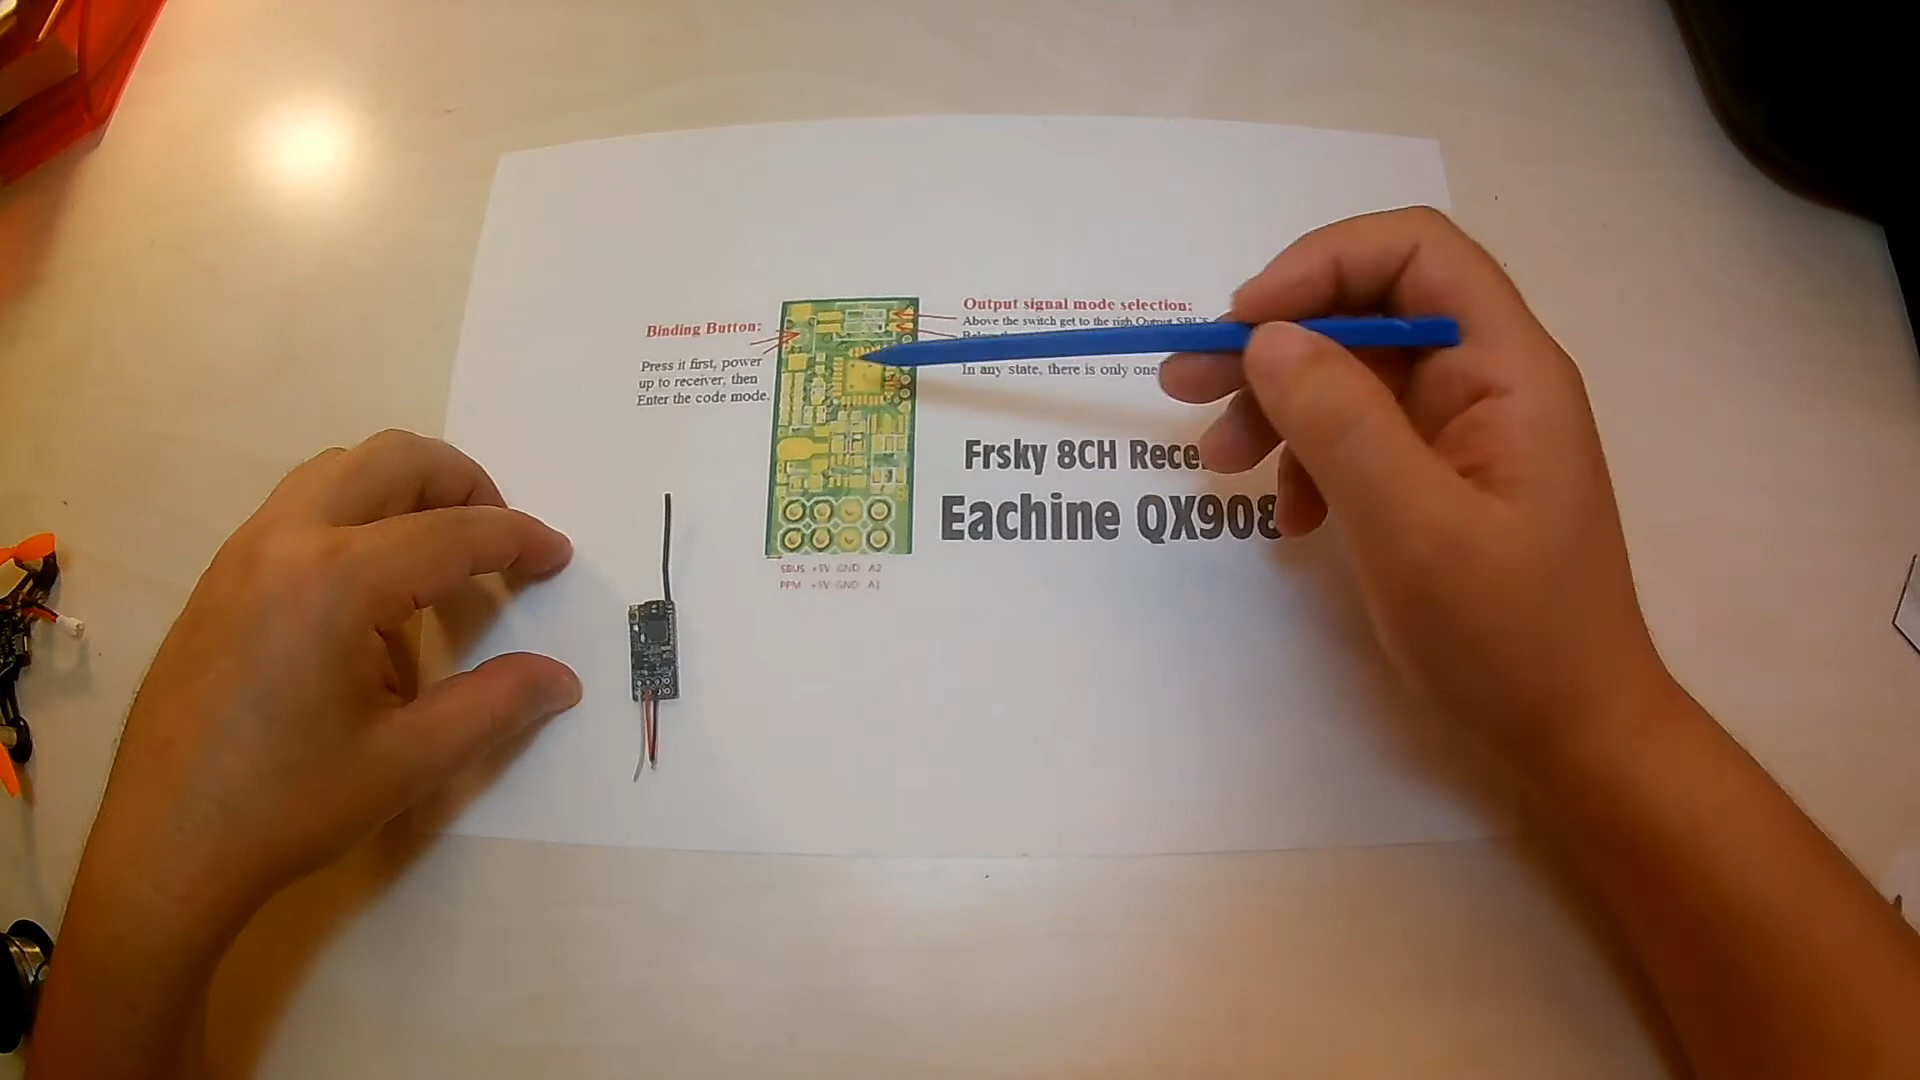 Binding Button:
Press it first, power
up to receiver, then
Enter the code mode.
Output signal mode selection:
Above the switch get to the righ Output SBUS
In any state, there is only one
Frsky 8CH Rece
Eachine QX908
SBUS +5V GND A2
PPM +5V GND A1